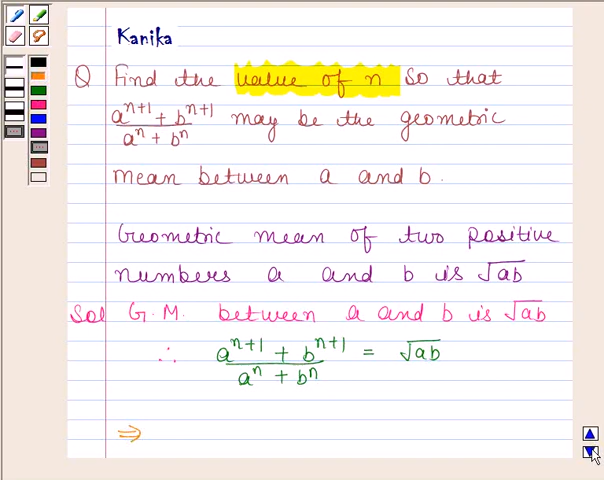 Kanika
Q Find the value of n so that
a^{n+1} + b^{n+1} / a^n + b^n may be the geometric
mean between a and b.
Geometric mean of two positive
numbers a and b is √ab
Sol G.M. between a and b is √ab
∴ a^{n+1} + b^{n+1} / a^n + b^n = √ab
⇒